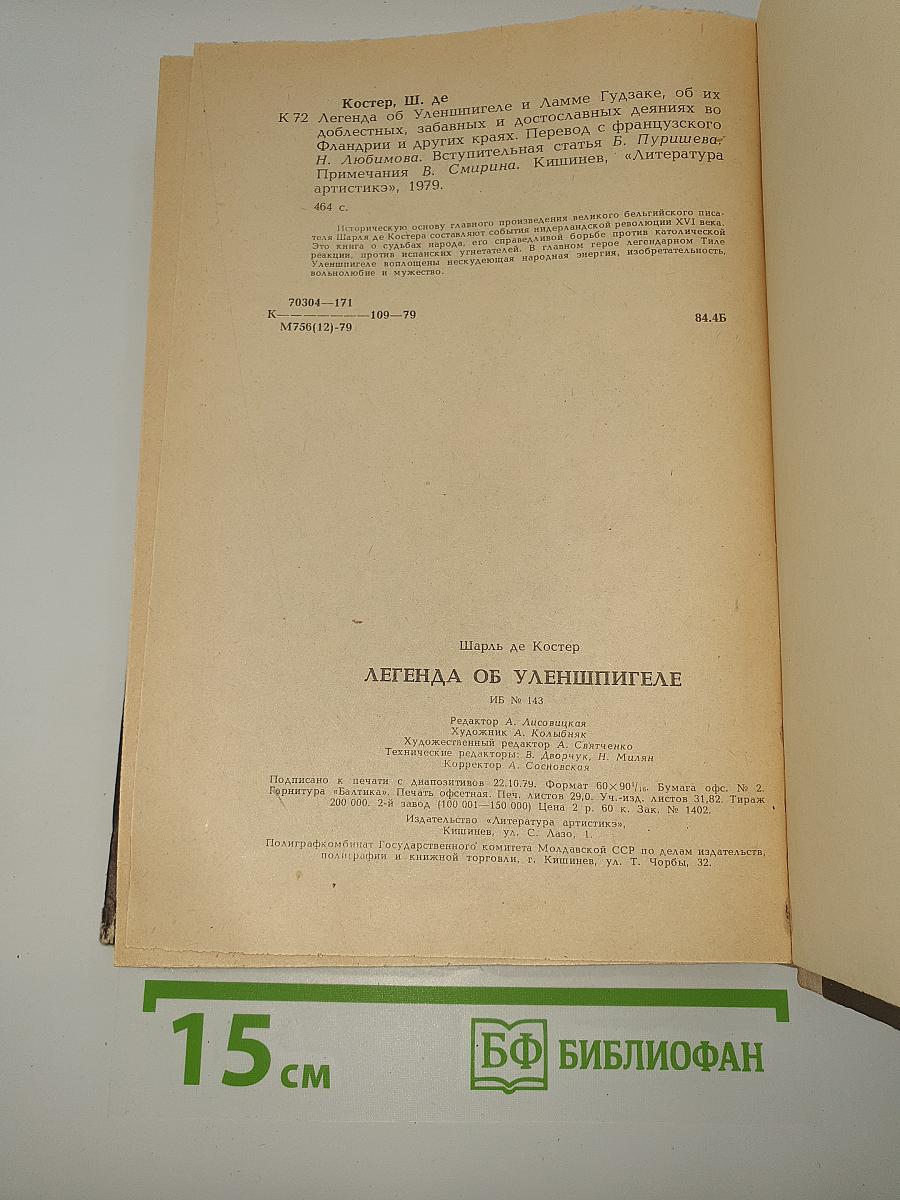 Костер, Ш. де
К 72 Легенда об Уленшпигеле и Ламме Гудзаке, об их
доблестных, забавных и достославных деяниях во
Фландрии и других краях. Перевод с французского
Н. Любимова. Вступительная статья Б. Пуришева.
Примечания В. Смирина. Кишинев, «Литература
артистикэ», 1979.
464 с.
Историческую основу главного произведения великого бельгийского писа-
теля Шарля де Костера составляют события нидерландской революции XVI века.
Это книга о судьбах народа, его справедливой борьбе против католической
реакции, против испанских угнетателей. В главном герое легендарном Тиле
Уленшпигеле воплощены нескудеющая народная энергия, изобретательность,
вольнолюбие и мужество.
70304—171
К———————109—79
М756(12)-79
84.4Б
Шарль де Костер
ЛЕГЕНДА ОБ УЛЕНШПИГЕЛЕ
ИБ № 143
Редактор А. Лисовицкая
Художник А. Колыбняк
Художественный редактор А. Святченко
Технические редакторы: В. Дворчук, Н. Милян
Корректор А. Сосновская
Подписано к печати с диапозитивов 22.10.79. Формат 60×90¹/₁₆. Бумага офс. № 2.
Гарнитура «Балтика». Печать офсетная. Печ. листов 29,0. Уч.-изд. листов 31,82. Тираж
200 000. 2-й завод (100 001—150 000) Цена 2 р. 60 к. Зак. № 1402.
Издательство «Литература артистикэ»,
Кишинев, ул. С. Лазо, 1.
Полиграфкомбинат Государственного комитета Молдавской ССР по делам издательств,
полиграфии и книжной торговли, г. Кишинев, ул. Т. Чорбы, 32.
15 см
БФ БИБЛИОФАН